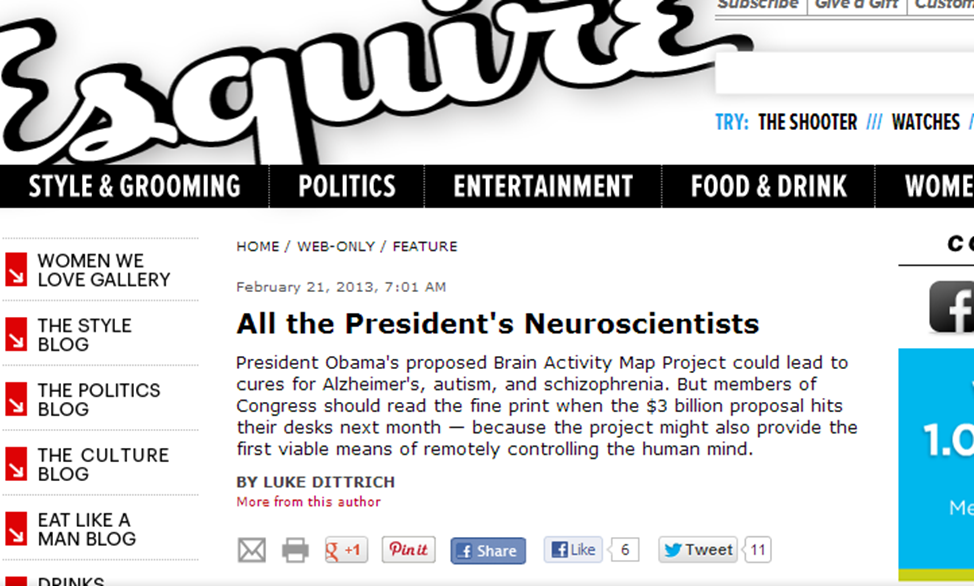 Esquire
Subscribe Give a Gift Custom
TRY: THE SHOOTER /// WATCHES /
STYLE & GROOMING POLITICS ENTERTAINMENT FOOD & DRINK WOME
HOME / WEB-ONLY / FEATURE
February 21, 2013, 7:01 AM
All the President's Neuroscientists
President Obama's proposed Brain Activity Map Project could lead to
cures for Alzheimer's, autism, and schizophrenia. But members of
Congress should read the fine print when the $3 billion proposal hits
their desks next month — because the project might also provide the
first viable means of remotely controlling the human mind.
BY LUKE DITTRICH
More from this author
g +1 Pin it f Share f Like 6 Tweet 11
WOMEN WE
LOVE GALLERY
THE STYLE
BLOG
THE POLITICS
BLOG
THE CULTURE
BLOG
EAT LIKE A
MAN BLOG
DRINKS
f
1.0
Me